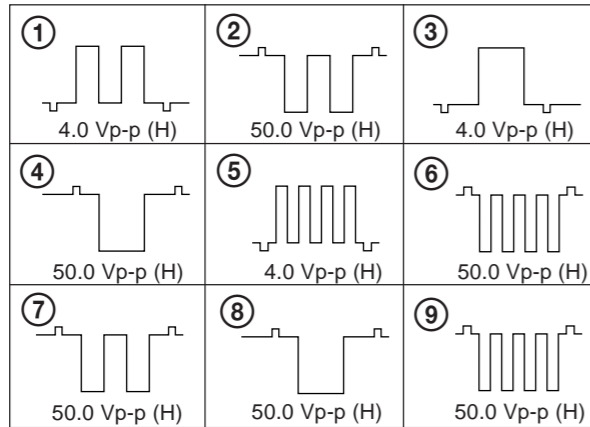 ① ② ③
4.0 Vp-p (H) 50.0 Vp-p (H) 4.0 Vp-p (H)
④ ⑤ ⑥
50.0 Vp-p (H) 4.0 Vp-p (H) 50.0 Vp-p (H)
⑦ ⑧ ⑨
50.0 Vp-p (H) 50.0 Vp-p (H) 50.0 Vp-p (H)